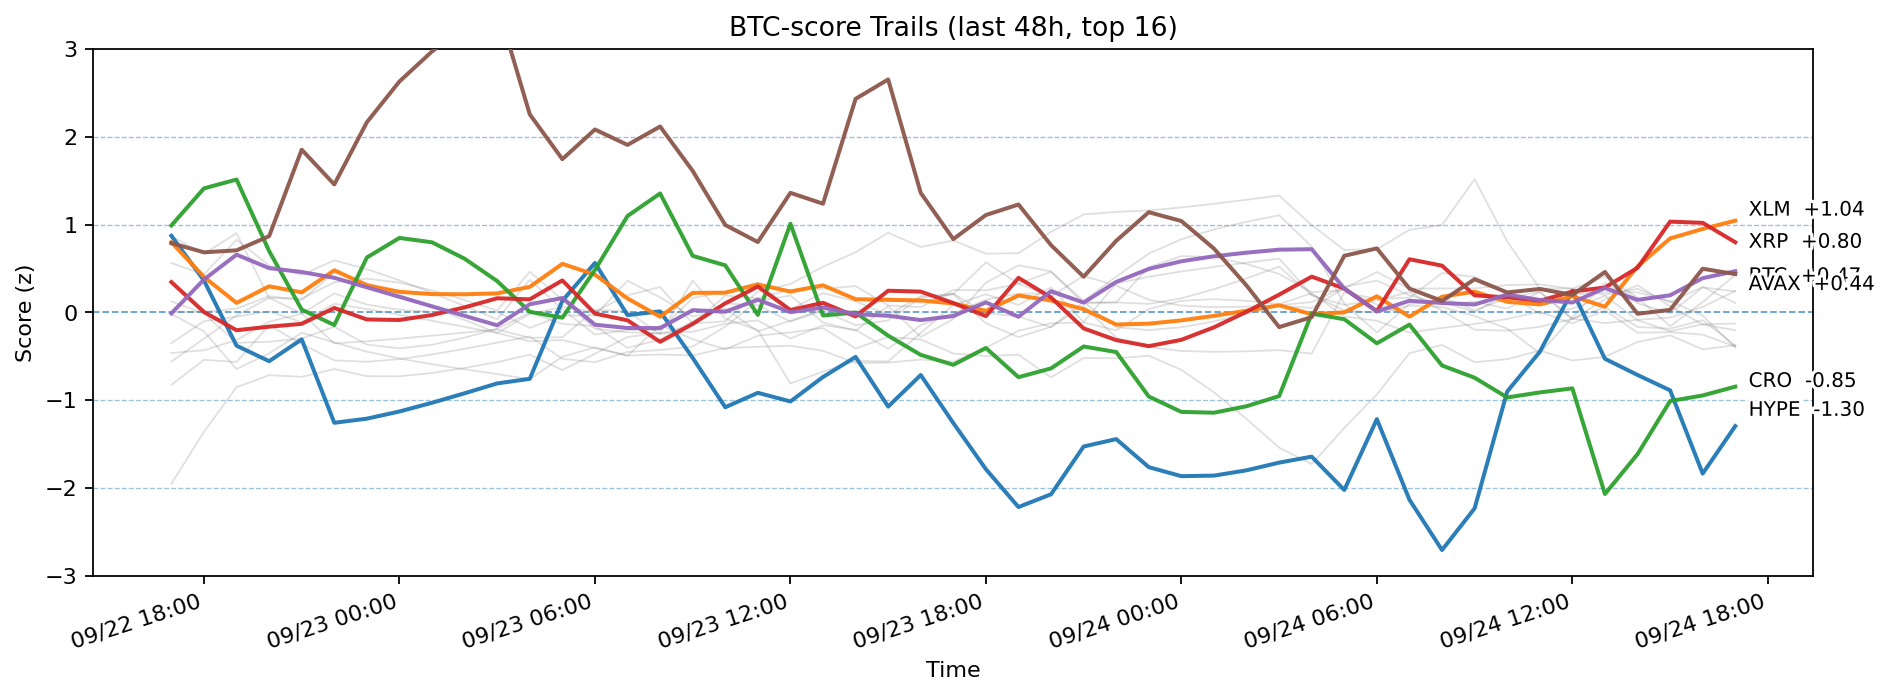 BTC-score Trails (last 48h, top 16)
Score (z)
3
2
1
0
−1
−2
−3
XLM +1.04
XRP +0.80
BTC +0.47
AVAX +0.44
CRO -0.85
HYPE -1.30
09/22 18:00
09/23 00:00
09/23 06:00
09/23 12:00
09/23 18:00
09/24 00:00
09/24 06:00
09/24 12:00
09/24 18:00
Time